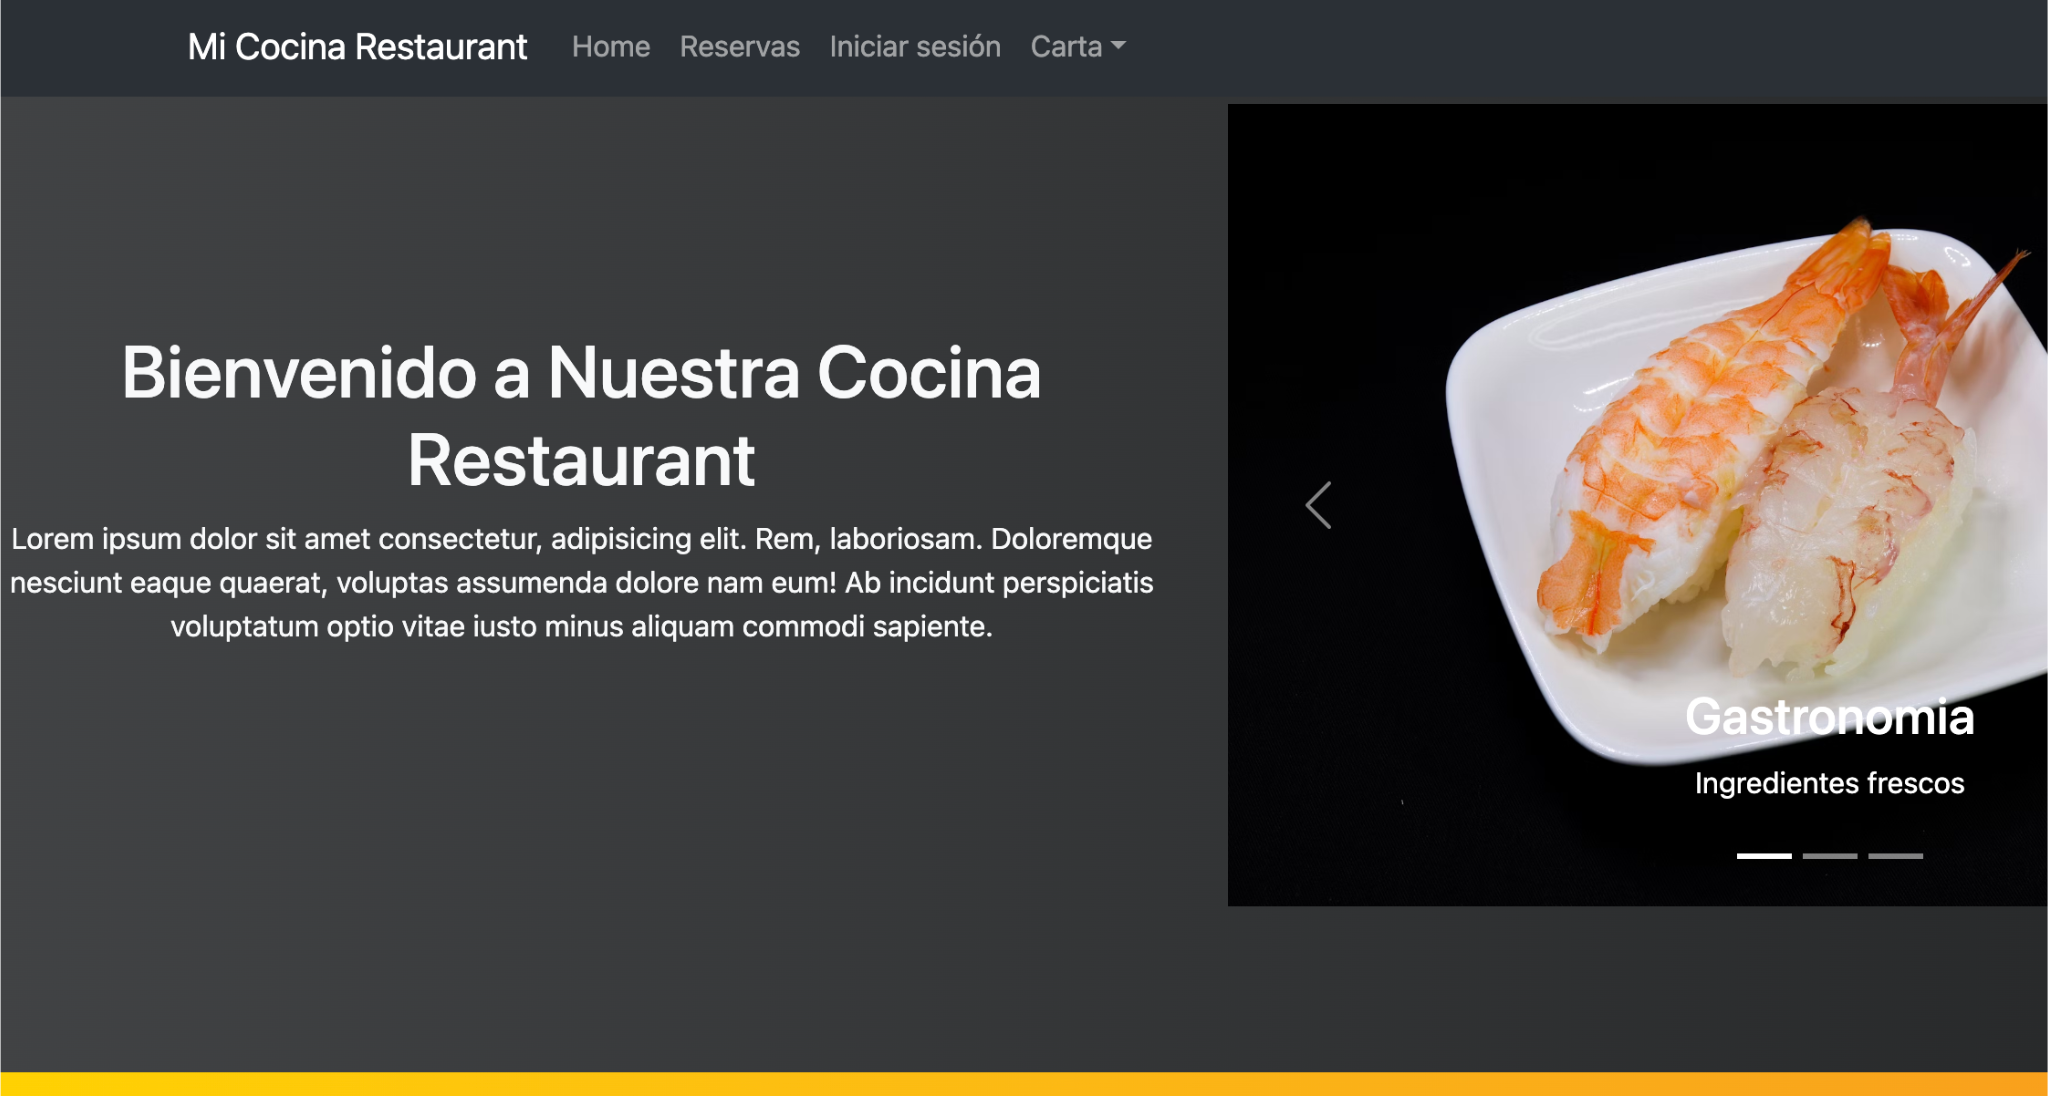 Mi Cocina Restaurant
Home
Reservas
Iniciar sesión
Carta
Bienvenido a Nuestra Cocina
Restaurant
Lorem ipsum dolor sit amet consectetur, adipisicing elit. Rem, laboriosam. Doloremque
nesciunt eaque quaerat, voluptas assumenda dolore nam eum! Ab incidunt perspiciatis
voluptatum optio vitae iusto minus aliquam commodi sapiente.
Gastronomia
Ingredientes frescos